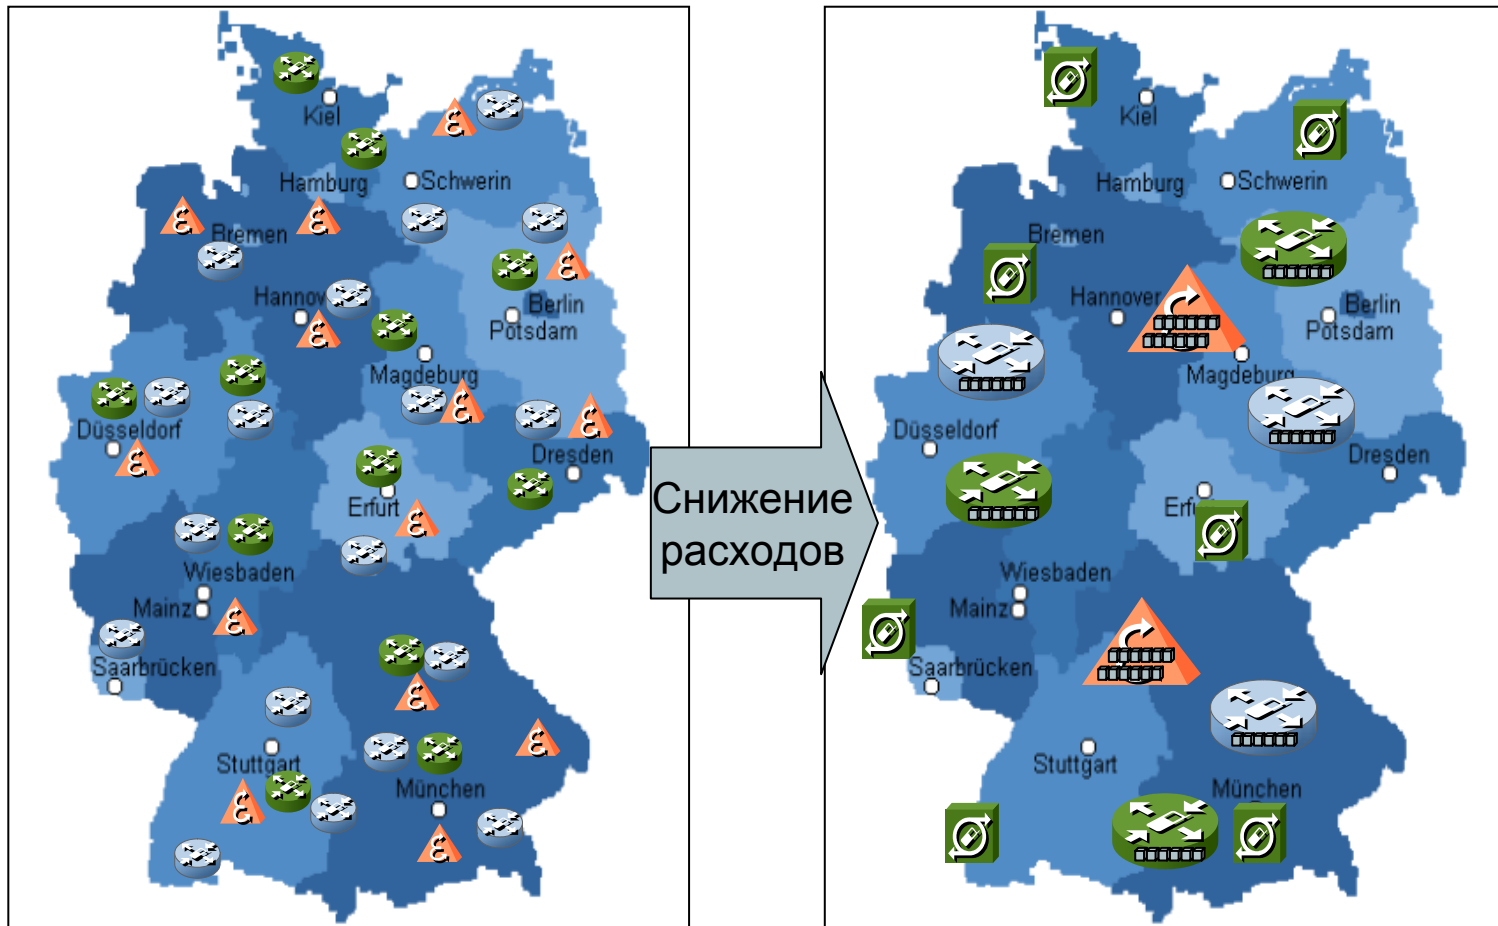 Kiel
Hamburg
Schwerin
Bremen
Hannover
Berlin
Potsdam
Magdeburg
Düsseldorf
Dresden
Erfurt
Wiesbaden
Mainz
Saarbrücken
Stuttgart
München
Снижение
расходов
Kiel
Hamburg
Schwerin
Bremen
Hannover
Berlin
Potsdam
Magdeburg
Düsseldorf
Dresden
Erfurt
Wiesbaden
Mainz
Saarbrücken
Stuttgart
München